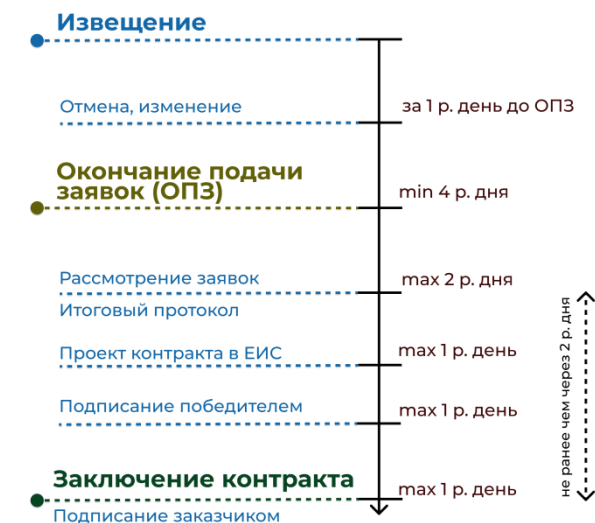 Извещение
Отмена, изменение
за 1 р. день до ОПЗ
Окончание подачи
заявок (ОПЗ)
min 4 р. дня
Рассмотрение заявок
max 2 р. дня
Итоговый протокол
Проект контракта в ЕИС
max 1 р. день
Подписание победителем
max 1 р. день
не ранее чем через 2 р. дня
Заключение контракта
max 1 р. день
Подписание заказчиком